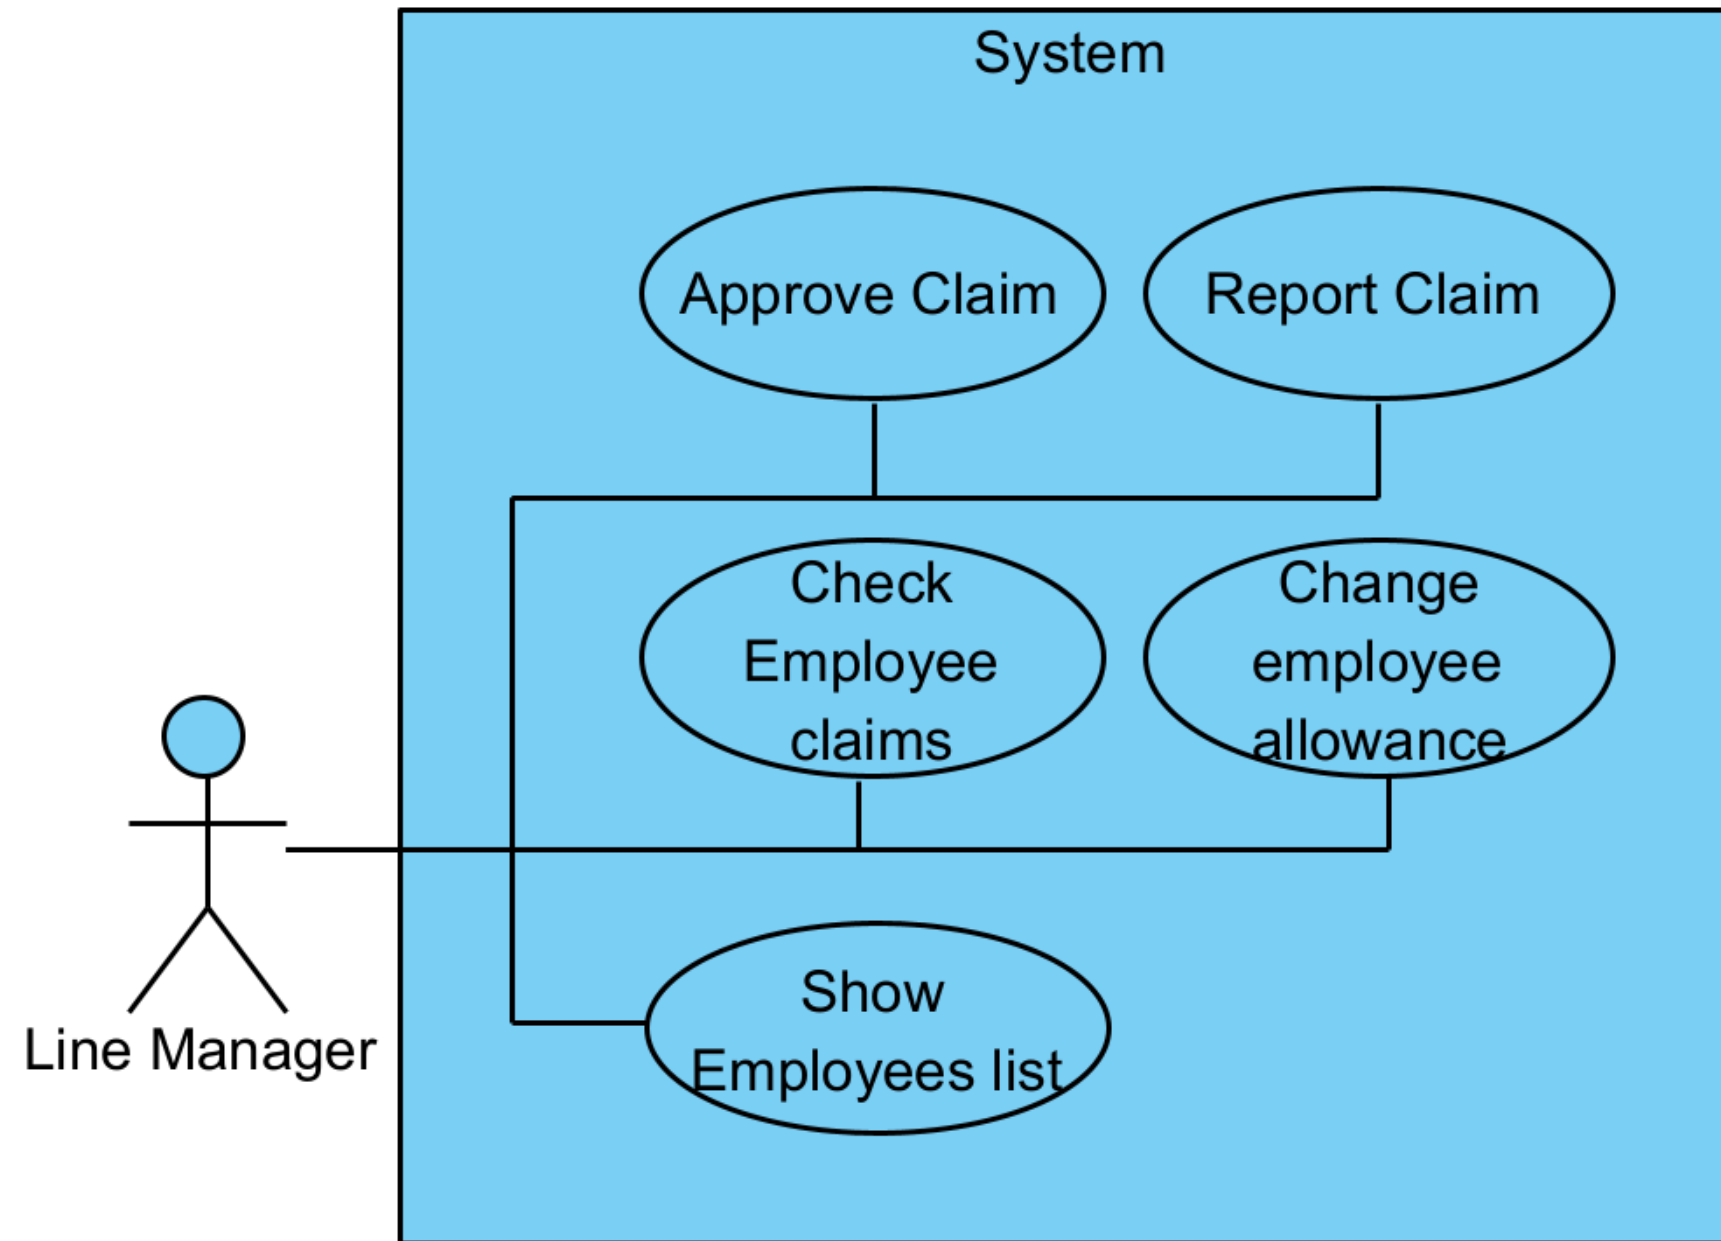 System
Approve Claim
Report Claim
Check
Employee
claims
Change
employee
allowance
Show
Employees list
Line Manager